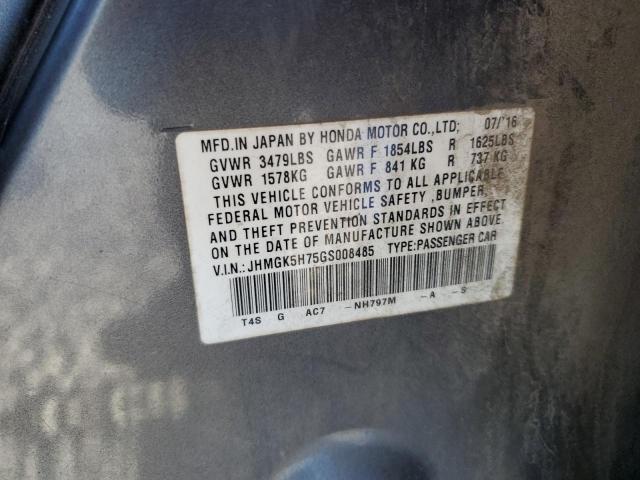 MFD.IN JAPAN BY HONDA MOTOR CO.,LTD; 07/'16
GVWR 3479LBS GAWR F 1854LBS R 1625LBS
GVWR 1578KG GAWR F 841 KG R 737 KG
THIS VEHICLE CONFORMS TO ALL APPLICABLE
FEDERAL MOTOR VEHICLE SAFETY ,BUMPER,
AND THEFT PREVENTION STANDARDS IN EFFECT
ON THE DATE OF MANUFACTURE SHOWN ABOVE.
V.I.N.:JHMGK5H75GS008485 TYPE:PASSENGER CAR
T4S G AC7 -NH797M -A -S